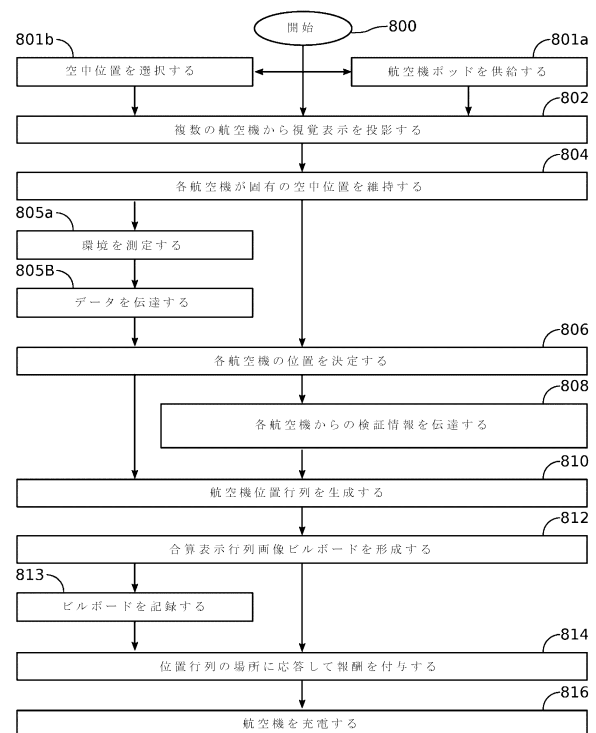 開始
800
801b
801a
空中位置を選択する
航空機ポッドを供給する
802
複数の航空機から視覚表示を投影する
804
各航空機が固有の空中位置を維持する
805a
環境を測定する
805B
データを伝達する
806
各航空機の位置を決定する
808
各航空機からの検証情報を伝達する
810
航空機位置行列を生成する
812
合算表示行列画像ビルボードを形成する
813
ビルボードを記録する
814
位置行列の場所に応答して報酬を付与する
816
航空機を充電する